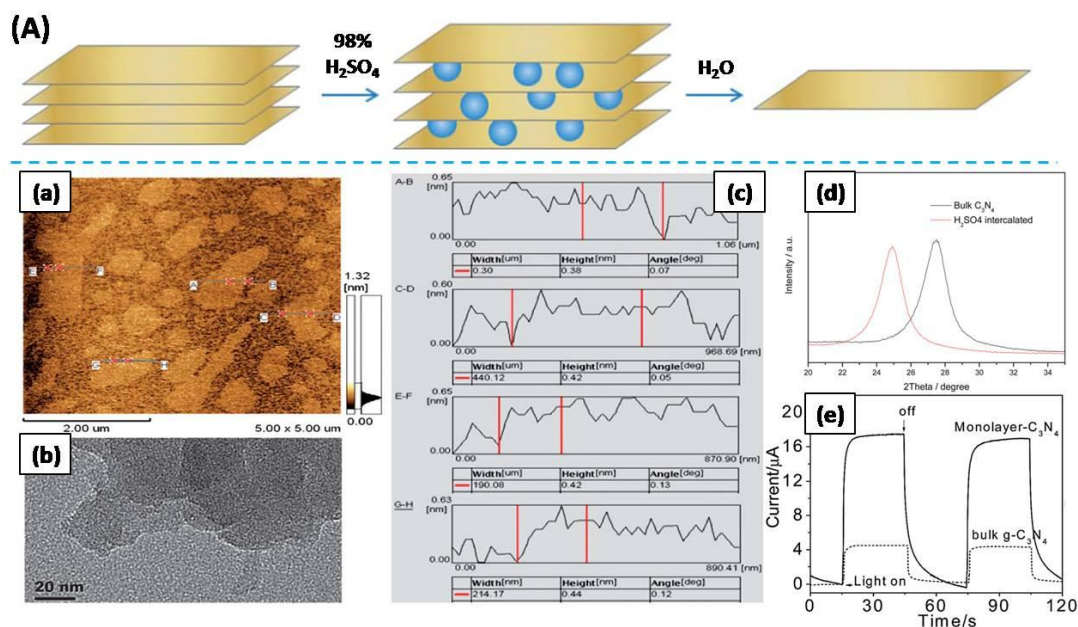 (A)
98%
H₂SO₄
H₂O
(a)
E F
A B
C D
G H
1.32
[nm]
0.00
2.00 um 5.00 x 5.00 um
(b)
20 nm
(c)
A-B
0.65
[nm]
0.00
0.00 1.06 [um]
Width[um] Height[nm] Angle[deg]
0.30 0.38 0.07
C-D
0.60
[nm]
0.00
0.00 968.69 [nm]
Width[nm] Height[nm] Angle[deg]
440.12 0.42 0.05
E-F
0.65
[nm]
0.00
0.00 870.90 [nm]
Width[nm] Height[nm] Angle[deg]
190.08 0.42 0.13
G-H
0.63
[nm]
0.00
0.00 890.41 [nm]
Width[nm] Height[nm] Angle[deg]
214.17 0.44 0.12
(d)
Bulk C₃N₄
H₂SO4 intercalated
Intensity / a.u.
20 22 24 26 28 30 32 34
2Theta / degree
(e)
off
Monolayer-C₃N₄
bulk g-C₃N₄
Light on
Current/μA
20
16
12
8
4
0
0 30 60 90 120
Time/s